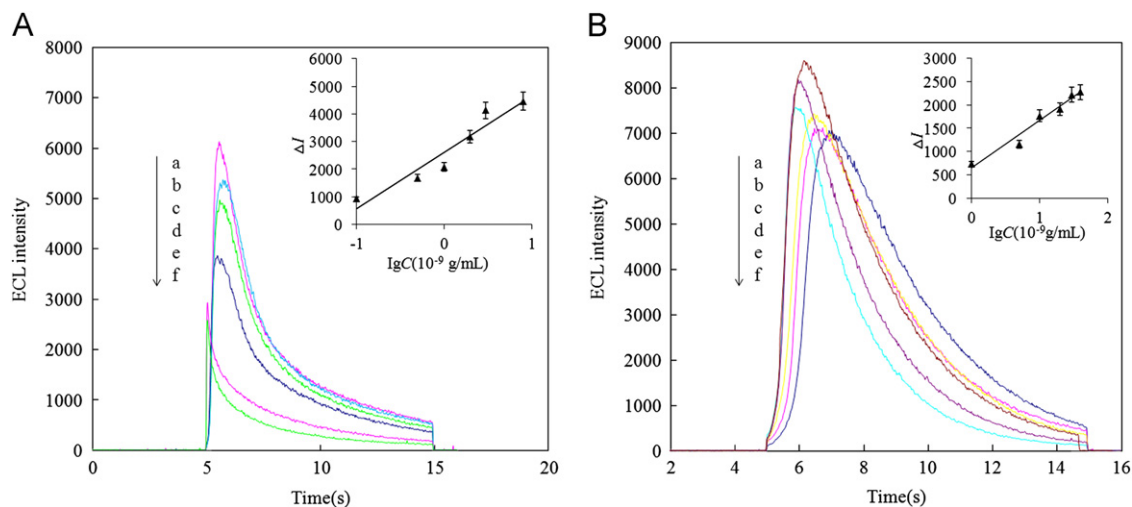 A
8000
7000
6000
5000
4000
3000
2000
1000
0
0
5
10
15
20
ECL intensity
Time(s)
a
b
c
d
e
f
6000
5000
4000
3000
2000
1000
0
-1
0
1
ΔI
lgC(10-9 g/mL)
B
9000
8000
7000
6000
5000
4000
3000
2000
1000
0
2
4
6
8
10
12
14
16
ECL intensity
Time(s)
a
b
c
d
e
f
3000
2500
2000
1500
1000
500
0
0
1
2
ΔI
lgC(10-9g/mL)